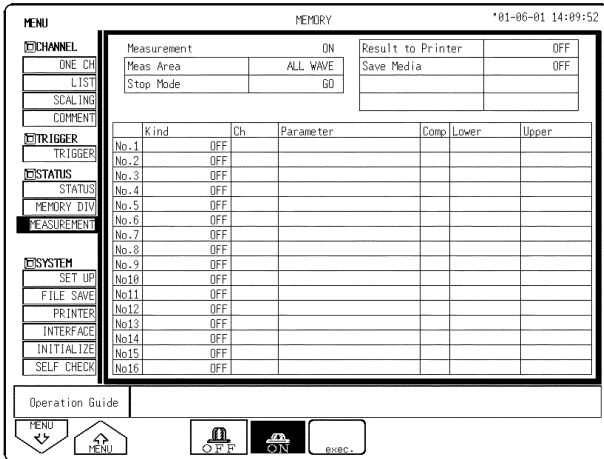 MENU MEMORY '01-06-01 14:09:52
CHANNEL
ONE CH
LIST
SCALING
COMMENT
TRIGGER
TRIGGER
STATUS
STATUS
MEMORY DIV
MEASUREMENT
SYSTEM
SET UP
FILE SAVE
PRINTER
INTERFACE
INITIALIZE
SELF CHECK
Measurement ON
Meas Area ALL WAVE
Stop Mode GO
Result to Printer OFF
Save Media OFF
Kind Ch Parameter Comp Lower Upper
No.1 OFF
No.2 OFF
No.3 OFF
No.4 OFF
No.5 OFF
No.6 OFF
No.7 OFF
No.8 OFF
No.9 OFF
No10 OFF
No11 OFF
No12 OFF
No13 OFF
No14 OFF
No15 OFF
No16 OFF
Operation Guide
MENU
MENU
OFF
ON
exec.